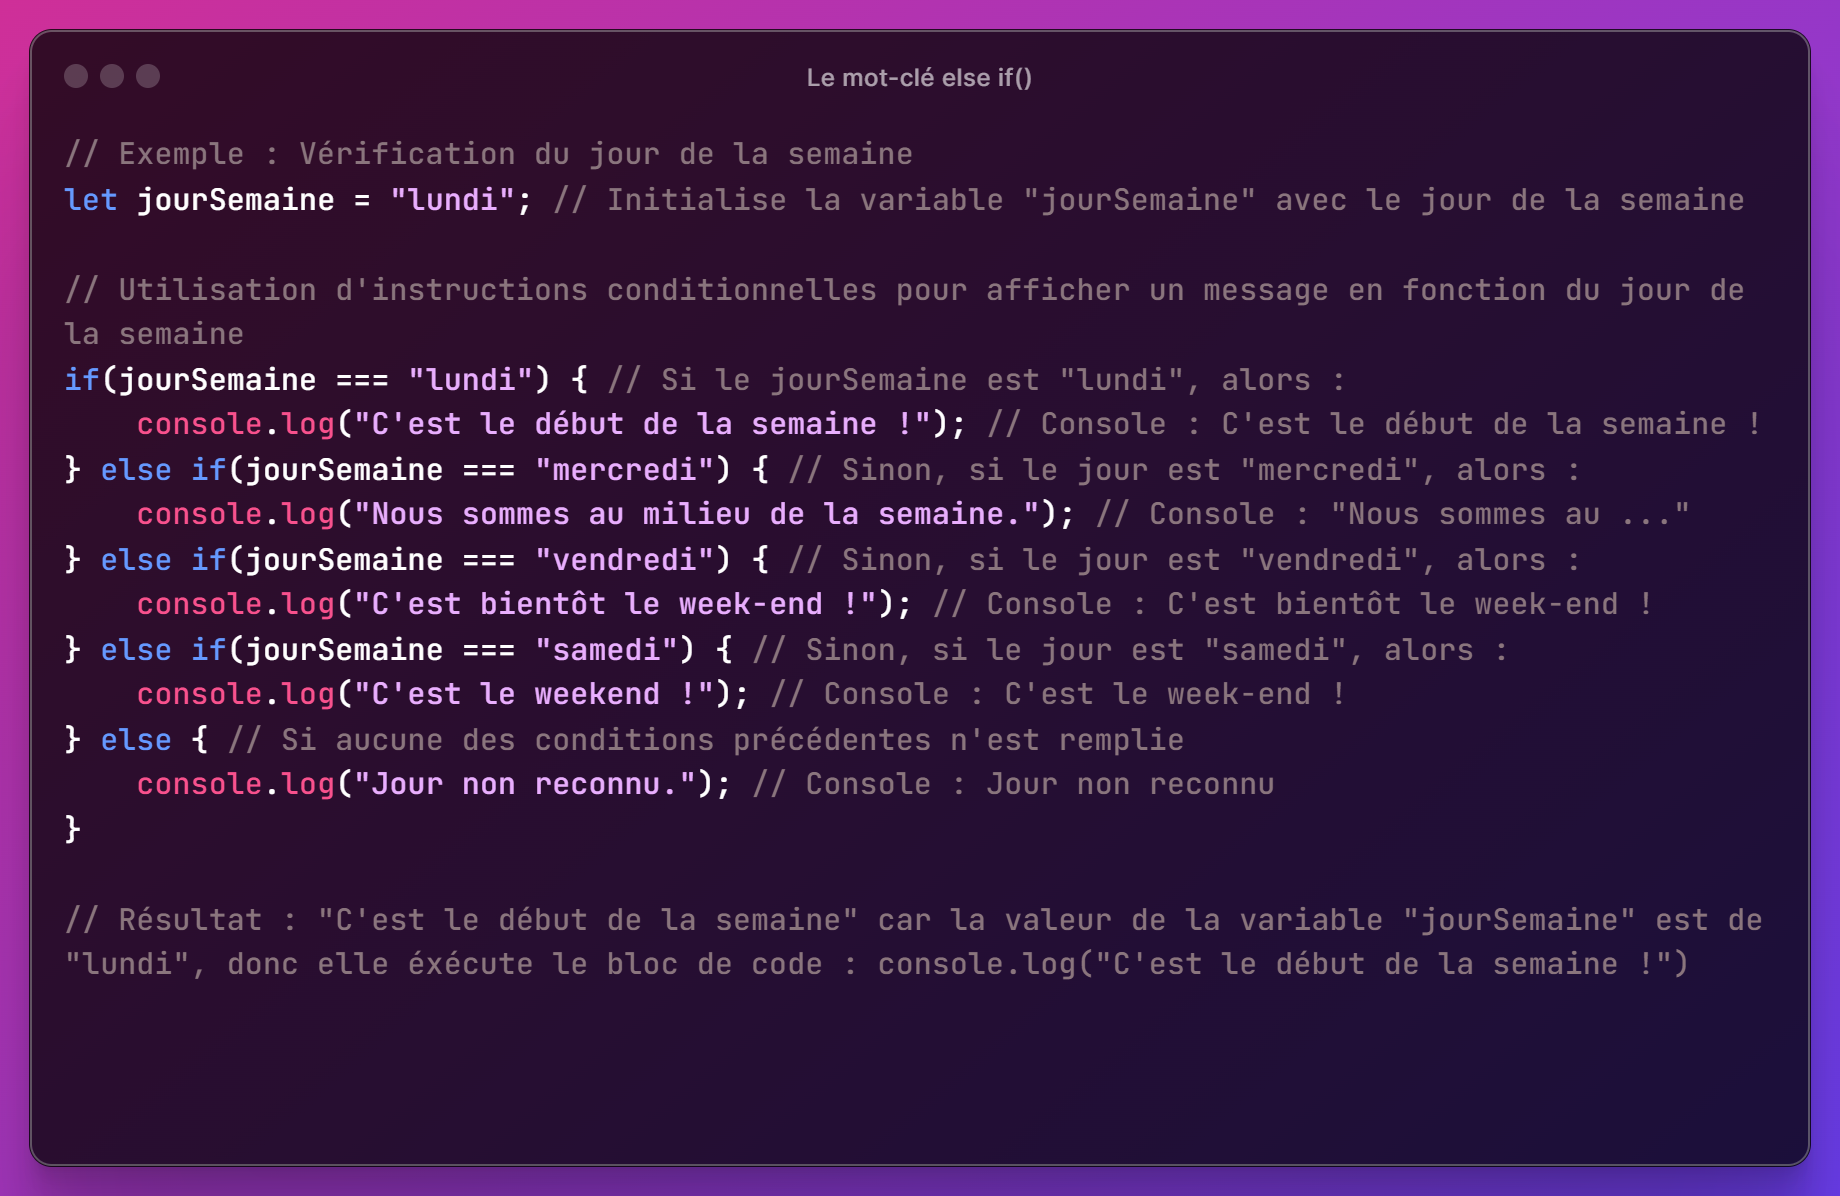 Le mot-clé else if()
// Exemple : Vérification du jour de la semaine
let jourSemaine = "lundi"; // Initialise la variable "jourSemaine" avec le jour de la semaine
// Utilisation d'instructions conditionnelles pour afficher un message en fonction du jour de
la semaine
if(jourSemaine === "lundi") { // Si le jourSemaine est "lundi", alors :
    console.log("C'est le début de la semaine !"); // Console : C'est le début de la semaine !
} else if(jourSemaine === "mercredi") { // Sinon, si le jour est "mercredi", alors :
    console.log("Nous sommes au milieu de la semaine."); // Console : "Nous sommes au ..."
} else if(jourSemaine === "vendredi") { // Sinon, si le jour est "vendredi", alors :
    console.log("C'est bientôt le week-end !"); // Console : C'est bientôt le week-end !
} else if(jourSemaine === "samedi") { // Sinon, si le jour est "samedi", alors :
    console.log("C'est le weekend !"); // Console : C'est le week-end !
} else { // Si aucune des conditions précédentes n'est remplie
    console.log("Jour non reconnu."); // Console : Jour non reconnu
}
// Résultat : "C'est le début de la semaine" car la valeur de la variable "jourSemaine" est de
"lundi", donc elle éxécute le bloc de code : console.log("C'est le début de la semaine !")